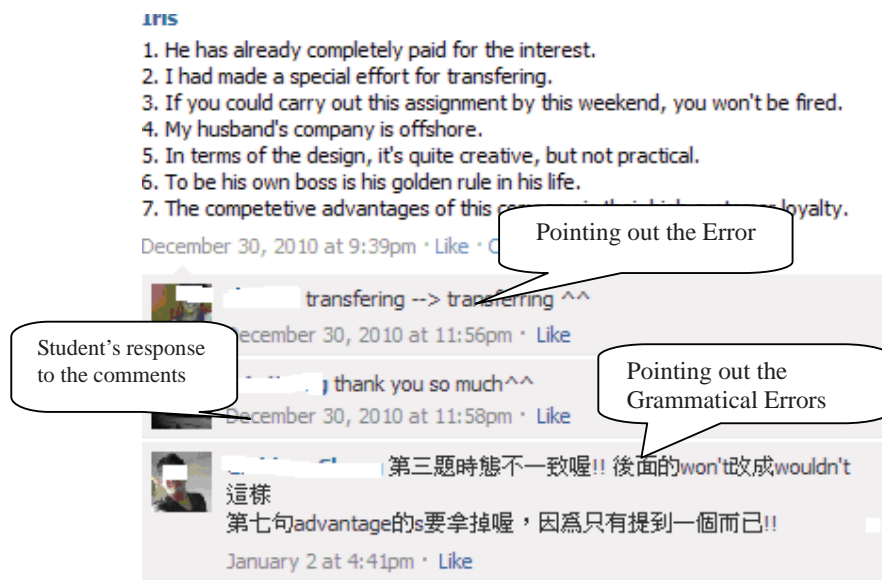 Iris
1. He has already completely paid for the interest.
2. I had made a special effort for transfering.
3. If you could carry out this assignment by this weekend, you won't be fired.
4. My husband's company is offshore.
5. In terms of the design, it's quite creative, but not practical.
6. To be his own boss is his golden rule in his life.
7. The competetive advantages of this loyalty.
December 30, 2010 at 9:39pm · Like ·
Pointing out the Error
transfering --> transferring ^^
December 30, 2010 at 11:56pm · Like
Student's response
to the comments
thank you so much^^
December 30, 2010 at 11:58pm · Like
Pointing out the
Grammatical Errors
第三題時態不一致喔!! 後面的won't改成wouldn't
這樣
第七句advantage的s要拿掉喔，因爲只有提到一個而已!!
January 2 at 4:41pm · Like